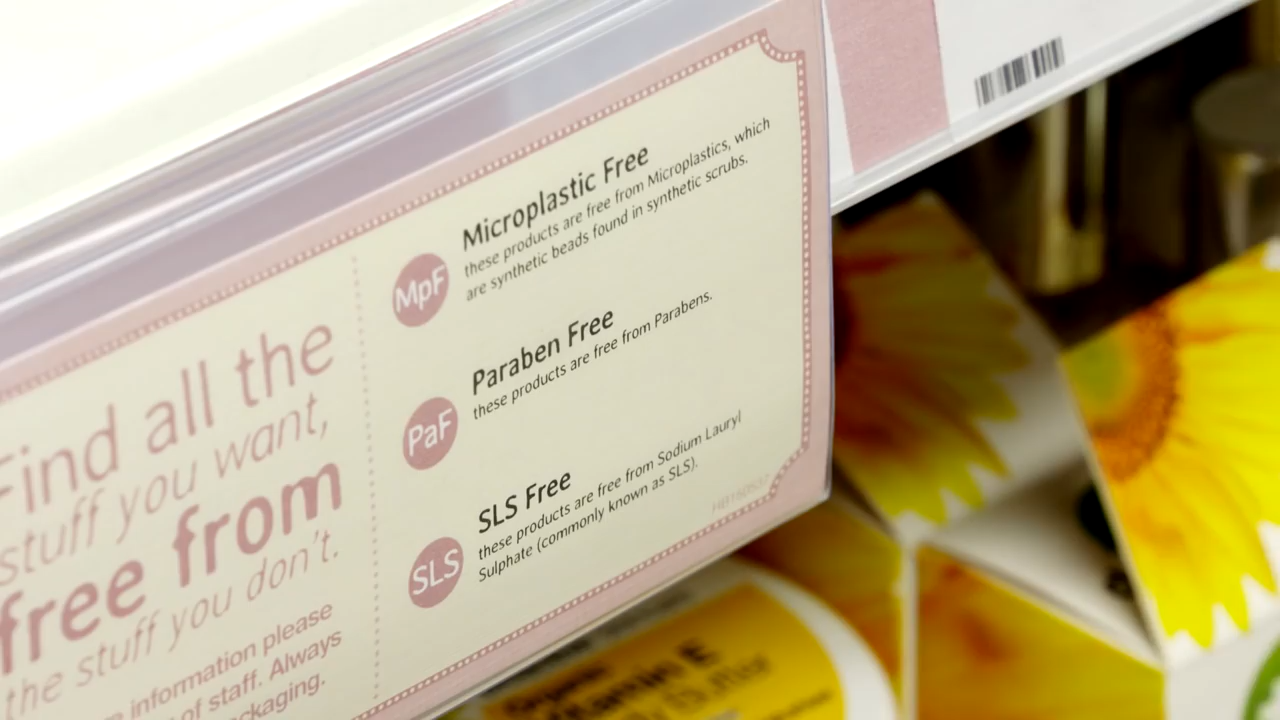 Find all the
stuff you want,
free from
the stuff you don't.
information please
of staff. Always
MpF
Microplastic Free
these products are free from Microplastics, which
are synthetic beads found in synthetic scrubs.
PaF
Paraben Free
these products are free from Parabens.
SLS
SLS Free
these products are free from Sodium Lauryl
Sulphate (commonly known as SLS).
Organic
Vitamin E